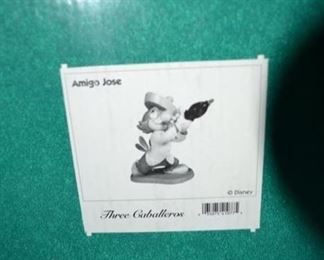 Amigo Jose
© Disney
Three Caballeros